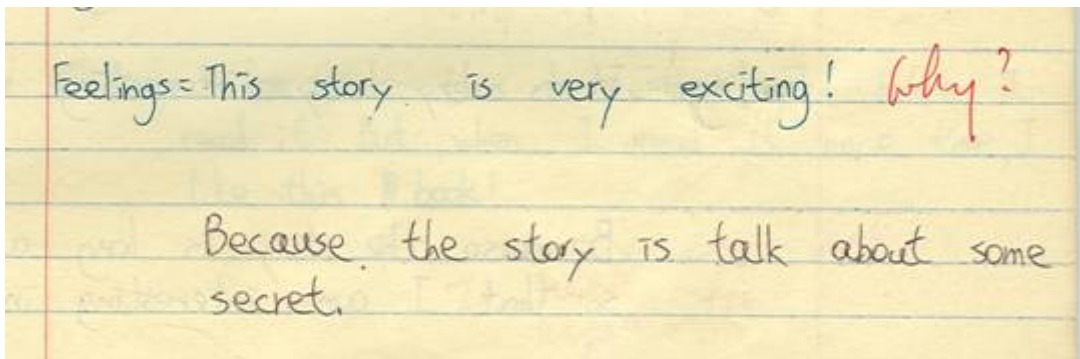 Feelings = This story is very exciting! Why?
Because the story is talk about some
secret.